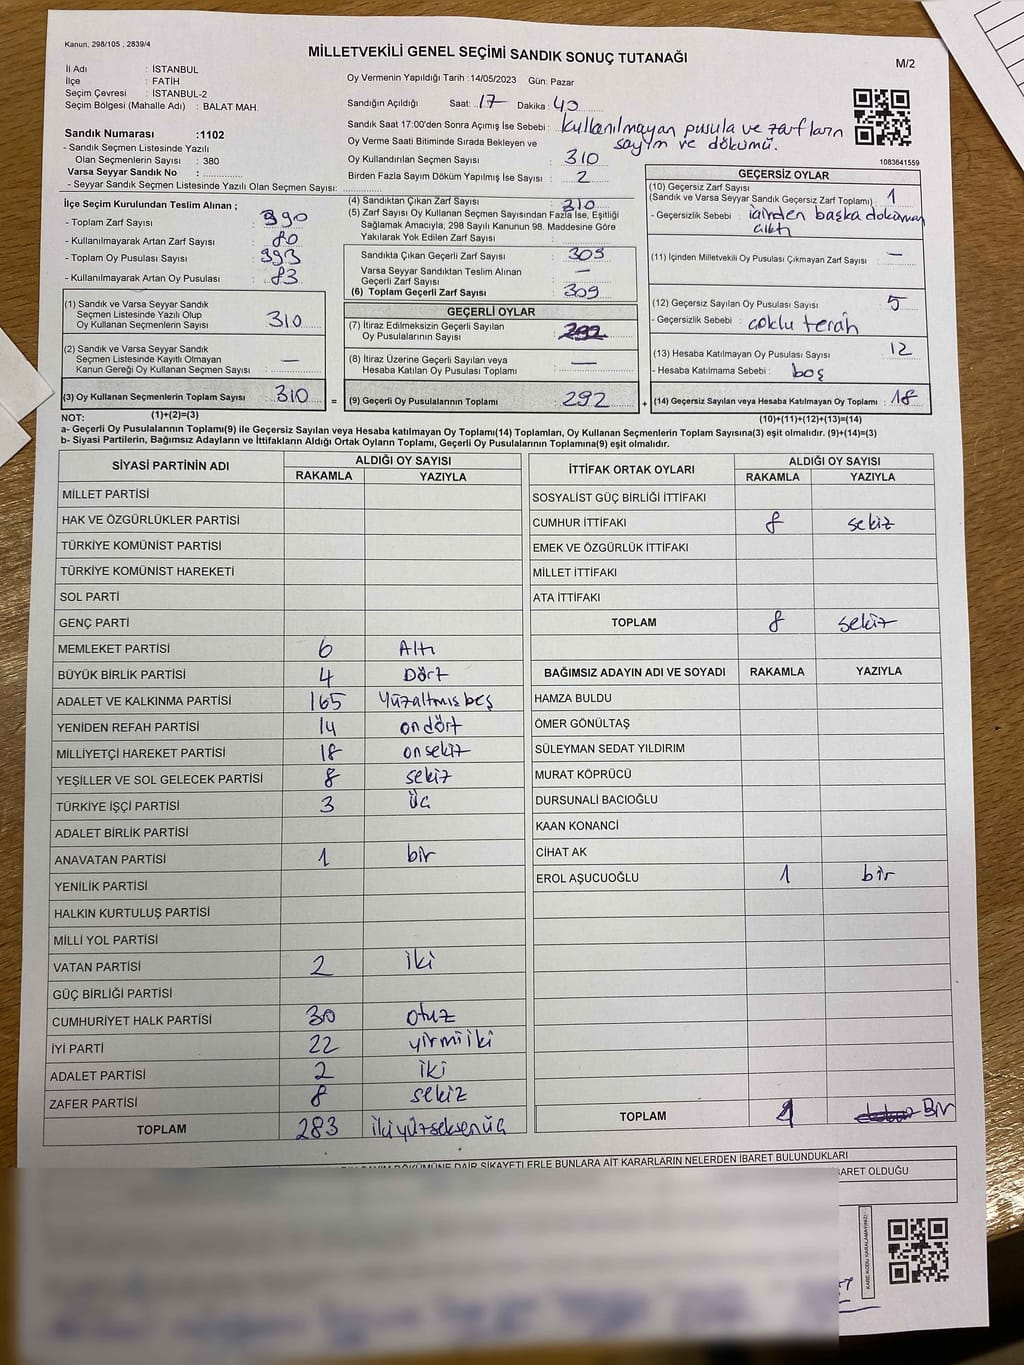 Kanun, 298/105 , 2839/4
MİLLETVEKİLİ GENEL SEÇİMİ SANDIK SONUÇ TUTANAĞI
M/2
İl Adı : İSTANBUL
İlçe : FATİH
Seçim Çevresi : İSTANBUL-2
Seçim Bölgesi (Mahalle Adı) : BALAT MAH.
Sandık Numarası :1102
- Sandık Seçmen Listesinde Yazılı
Olan Seçmenlerin Sayısı : 380
Varsa Seyyar Sandık No :
- Seyyar Sandık Seçmen Listesinde Yazılı Olan Seçmen Sayısı:
Oy Vermenin Yapıldığı Tarih :14/05/2023 Gün: Pazar
Sandığın Açıldığı Saat: 17 Dakika: 40
Sandık Saat 17:00'den Sonra Açımış İse Sebebi : kullanılmayan pusula ve zarfların
sayım ve dökümü.
Oy Verme Saati Bitiminde Sırada Bekleyen ve
Oy Kullandırılan Seçmen Sayısı : 310
Birden Fazla Sayım Döküm Yapılmış İse Sayısı : 2
1083641559
İlçe Seçim Kurulundan Teslim Alınan ;
- Toplam Zarf Sayısı : 390
- Kullanılmayarak Artan Zarf Sayısı : 80
- Toplam Oy Pusulası Sayısı : 393
- Kullanılmayarak Artan Oy Pusulası : 83
(1) Sandık ve Varsa Seyyar Sandık
Seçmen Listesinde Yazılı Olup
Oy Kullanan Seçmenlerin Sayısı : 310
(2) Sandık ve Varsa Seyyar Sandık
Seçmen Listesinde Kayıtlı Olmayan
Kanun Gereği Oy Kullanan Seçmen Sayısı : —
(3) Oy Kullanan Seçmenlerin Toplam Sayısı : 310 =
(4) Sandıktan Çıkan Zarf Sayısı : 310
(5) Zarf Sayısı Oy Kullanan Seçmen Sayısından Fazla İse, Eşitliği
Sağlamak Amacıyla; 298 Sayılı Kanunun 98. Maddesine Göre
Yakılarak Yok Edilen Zarf Sayısı :
Sandıkta Çıkan Geçerli Zarf Sayısı : 309
Varsa Seyyar Sandıktan Teslim Alınan
Geçerli Zarf Sayısı : —
(6) Toplam Geçerli Zarf Sayısı : 309
GEÇERLİ OYLAR
(7) İtiraz Edilmeksizin Geçerli Sayılan
Oy Pusulalarının Sayısı : 292
(8) İtiraz Üzerine Geçerli Sayılan veya
Hesaba Katılan Oy Pusulası Toplamı : —
(9) Geçerli Oy Pusulalarının Toplamı : 292 +
GEÇERSİZ OYLAR
(10) Geçersiz Zarf Sayısı
(Sandık ve Varsa Seyyar Sandık Geçersiz Zarf Toplamı) : 1
- Geçersizlik Sebebi : içinden başka doküman
çıktı
(11) İçinden Milletvekili Oy Pusulası Çıkmayan Zarf Sayısı : —
(12) Geçersiz Sayılan Oy Pusulası Sayısı : 5
- Geçersizlik Sebebi : çoklu tercih
(13) Hesaba Katılmayan Oy Pusulası Sayısı : 12
- Hesaba Katılmama Sebebi : boş
(14) Geçersiz Sayılan veya Hesaba Katılmayan Oy Toplamı : 18
NOT: (1)+(2)=(3) (10)+(11)+(12)+(13)=(14)
a- Geçerli Oy Pusulalarının Toplamı(9) ile Geçersiz Sayılan veya Hesaba katılmayan Oy Toplamı(14) Toplamları, Oy Kullanan Seçmenlerin Toplam Sayısına(3) eşit olmalıdır. (9)+(14)=(3)
b- Siyasi Partilerin, Bağımsız Adayların ve İttifakların Aldığı Ortak Oyların Toplamı, Geçerli Oy Pusulalarının Toplamına(9) eşit olmalıdır.
SİYASİ PARTİNİN ADI ALDIĞI OY SAYISI
RAKAMLA YAZIYLA
MİLLET PARTİSİ
HAK VE ÖZGÜRLÜKLER PARTİSİ
TÜRKİYE KOMÜNİST PARTİSİ
TÜRKİYE KOMÜNİST HAREKETİ
SOL PARTİ
GENÇ PARTİ
MEMLEKET PARTİSİ 6 Altı
BÜYÜK BİRLİK PARTİSİ 4 Dört
ADALET VE KALKINMA PARTİSİ 165 Yüzaltmışbeş
YENİDEN REFAH PARTİSİ 14 ondört
MİLLİYETÇİ HAREKET PARTİSİ 18 onsekiz
YEŞİLLER VE SOL GELECEK PARTİSİ 8 sekiz
TÜRKİYE İŞÇİ PARTİSİ 3 üç
ADALET BİRLİK PARTİSİ
ANAVATAN PARTİSİ 1 bir
YENİLİK PARTİSİ
HALKIN KURTULUŞ PARTİSİ
MİLLİ YOL PARTİSİ
VATAN PARTİSİ 2 iki
GÜÇ BİRLİĞİ PARTİSİ
CUMHURİYET HALK PARTİSİ 30 otuz
İYİ PARTİ 22 yirmiiki
ADALET PARTİSİ 2 iki
ZAFER PARTİSİ 8 sekiz
TOPLAM 283 ikiyüzseksenüç
İTTİFAK ORTAK OYLARI ALDIĞI OY SAYISI
RAKAMLA YAZIYLA
SOSYALİST GÜÇ BİRLİĞİ İTTİFAKI
CUMHUR İTTİFAKI 8 sekiz
EMEK VE ÖZGÜRLÜK İTTİFAKI
MİLLET İTTİFAKI
ATA İTTİFAKI
TOPLAM 8 sekiz
BAĞIMSIZ ADAYIN ADI VE SOYADI RAKAMLA YAZIYLA
HAMZA BULDU
ÖMER GÖNÜLTAŞ
SÜLEYMAN SEDAT YILDIRIM
MURAT KÖPRÜCÜ
DURSUNALİ BACIOĞLU
KAAN KONANCİ
CİHAT AK
EROL AŞUCUOĞLU 1 bir
TOPLAM 1 Bir
SAYIM DÖKÜMÜNE DAİR ŞİKAYETLERLE BUNLARA AİT KARARLARIN NELERDEN İBARET BULUNDUKLARI
İBARET OLDUĞU